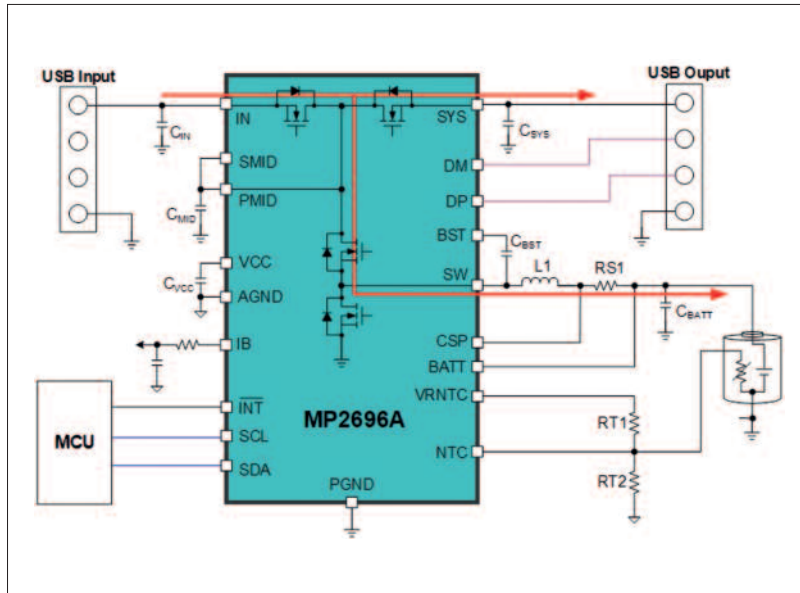 USB Input
USB Ouput
IN
SYS
CIN
CSYS
SMID
DM
PMID
DP
CMID
BST
CBST
VCC
SW
L1
RS1
CVCC
AGND
CBATT
CSP
IB
BATT
VRNTC
INT
MP2696A
RT1
MCU
SCL
NTC
SDA
RT2
PGND